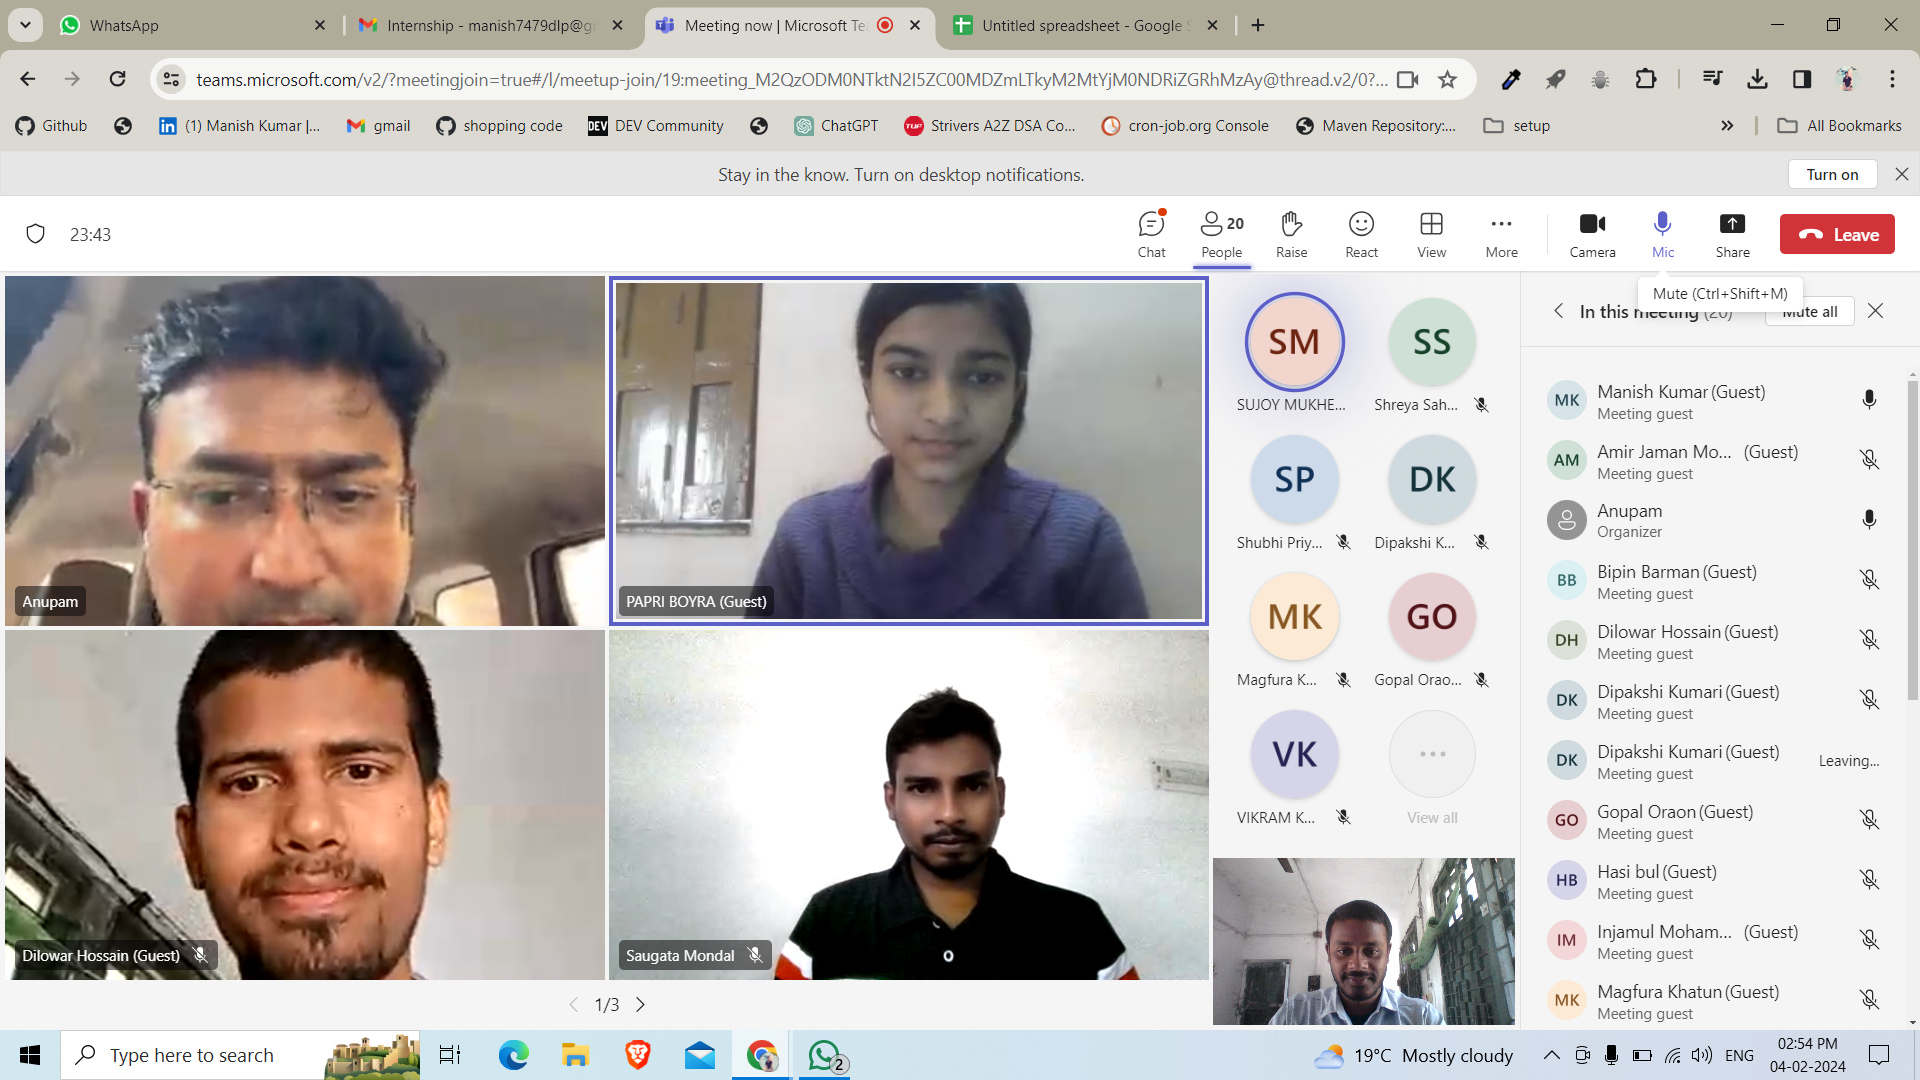 WhatsApp
Internship - manish7479dlp@g
Meeting now | Microsoft Te
Untitled spreadsheet - Google S
teams.microsoft.com/v2/?meetingjoin=true#/l/meetup-join/19:meeting_M2QzODM0NTktN2I5ZC00MDZmLTkyM2MtYjM0NDRiZGRhMzAy@thread.v2/0?...
Github
(1) Manish Kumar |...
gmail
shopping code
DEV DEV Community
ChatGPT
TUF Strivers A2Z DSA Co...
cron-job.org Console
Maven Repository:...
setup
All Bookmarks
Stay in the know. Turn on desktop notifications.
Turn on
23:43
Chat
20
People
Raise
React
View
More
Camera
Mic
Share
Leave
Mute (Ctrl+Shift+M)
In this meeting (20)
Mute all
Anupam
PAPRI BOYRA (Guest)
Dilowar Hossain (Guest)
Saugata Mondal
1/3
SM
SUJOY MUKHE...
SS
Shreya Sah...
SP
Shubhi Priy...
DK
Dipakshi K...
MK
Magfura K...
GO
Gopal Orao...
VK
VIKRAM K...
View all
MK
Manish Kumar (Guest)
Meeting guest
AM
Amir Jaman Mo... (Guest)
Meeting guest
Anupam
Organizer
BB
Bipin Barman (Guest)
Meeting guest
DH
Dilowar Hossain (Guest)
Meeting guest
DK
Dipakshi Kumari (Guest)
Meeting guest
DK
Dipakshi Kumari (Guest)
Meeting guest
Leaving...
GO
Gopal Oraon (Guest)
Meeting guest
HB
Hasi bul (Guest)
Meeting guest
IM
Injamul Moham... (Guest)
Meeting guest
MK
Magfura Khatun (Guest)
Meeting guest
Type here to search
2
19°C Mostly cloudy
ENG
02:54 PM
04-02-2024